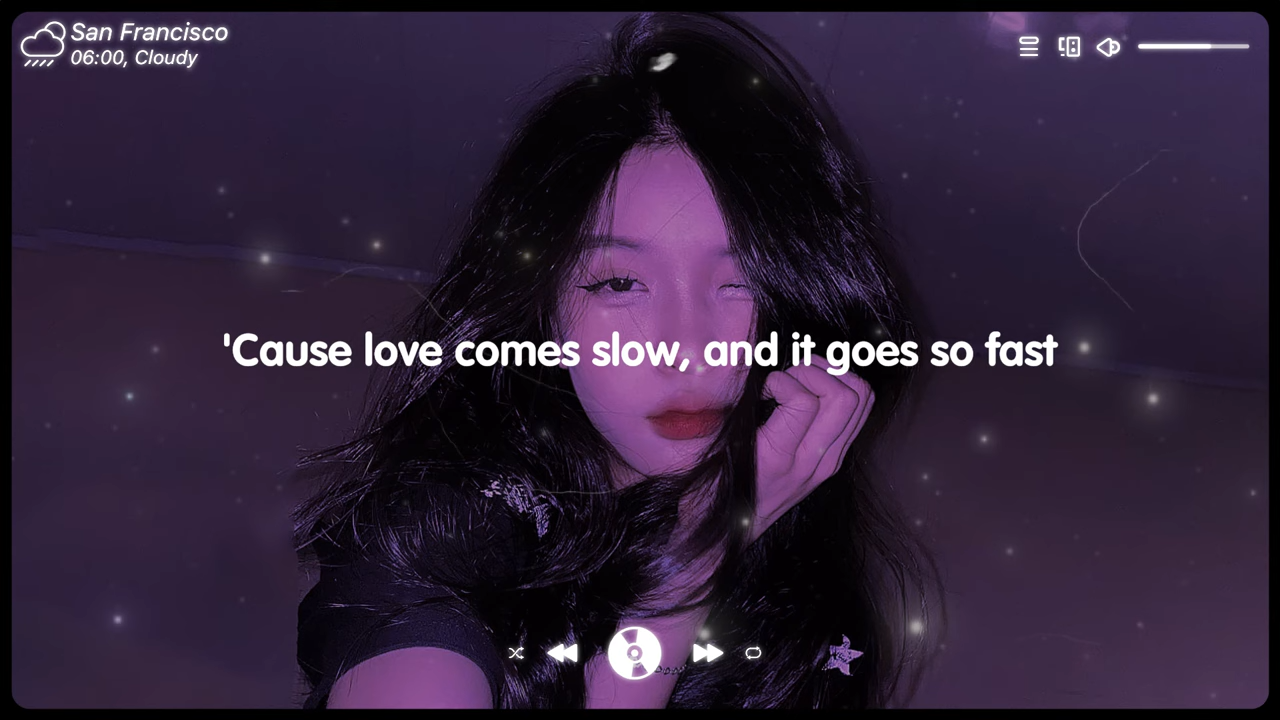 San Francisco
06:00, Cloudy
'Cause love comes slow, and it goes so fast